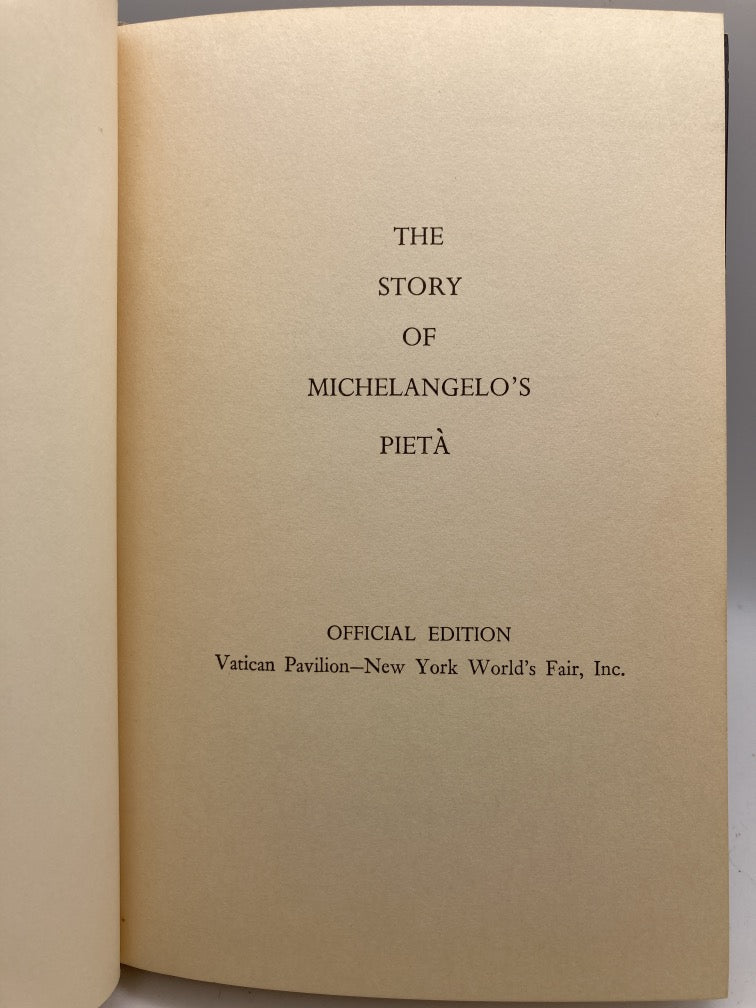 THE
STORY
OF
MICHELANGELO'S
PIETÀ
OFFICIAL EDITION
Vatican Pavilion—New York World's Fair, Inc.